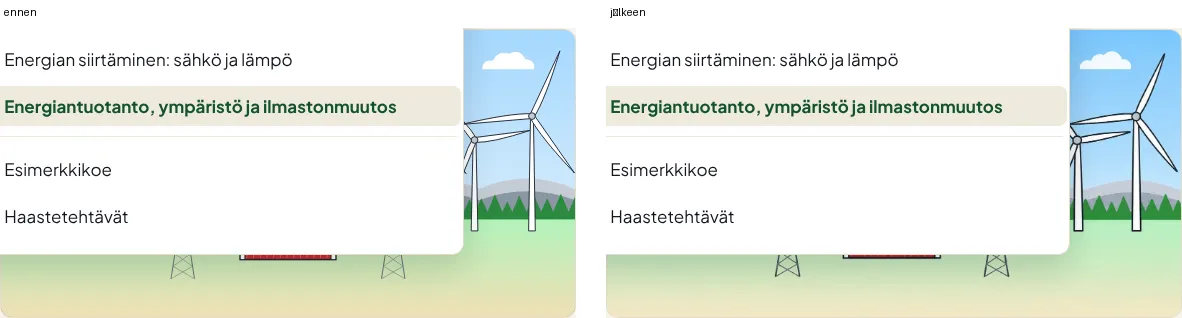 ennen
Energian siirtäminen: sähkö ja lämpö
Energiantuotanto, ympäristö ja ilmastonmuutos
Esimerkkikoe
Haastetehtävät
j▯lkeen
Energian siirtäminen: sähkö ja lämpö
Energiantuotanto, ympäristö ja ilmastonmuutos
Esimerkkikoe
Haastetehtävät